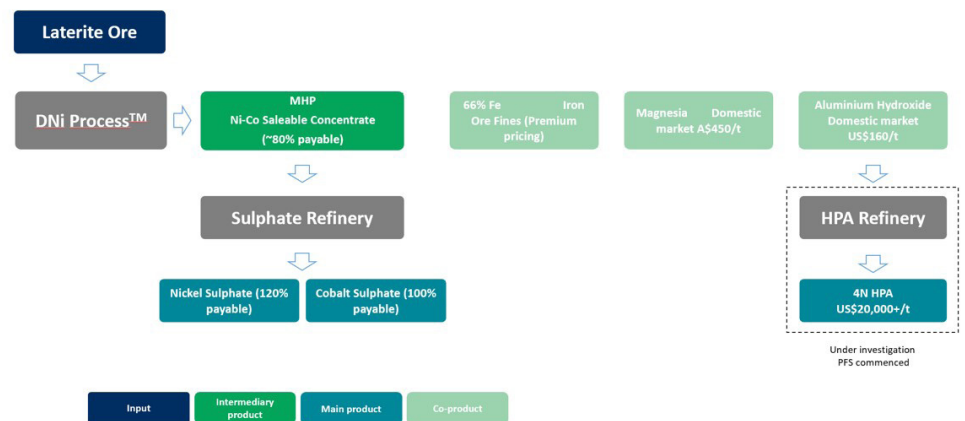 Laterite Ore
DNi Process™
MHP
Ni-Co Saleable Concentrate
(~80% payable)
66% Fe Iron
Ore Fines (Premium
pricing)
Magnesia Domestic
market A$450/t
Aluminium Hydroxide
Domestic market
US$160/t
Sulphate Refinery
HPA Refinery
Nickel Sulphate (120%
payable)
Cobalt Sulphate (100%
payable)
4N HPA
US$20,000+/t
Under investigation
PFS commenced
Input
Intermediary
product
Main product
Co-product